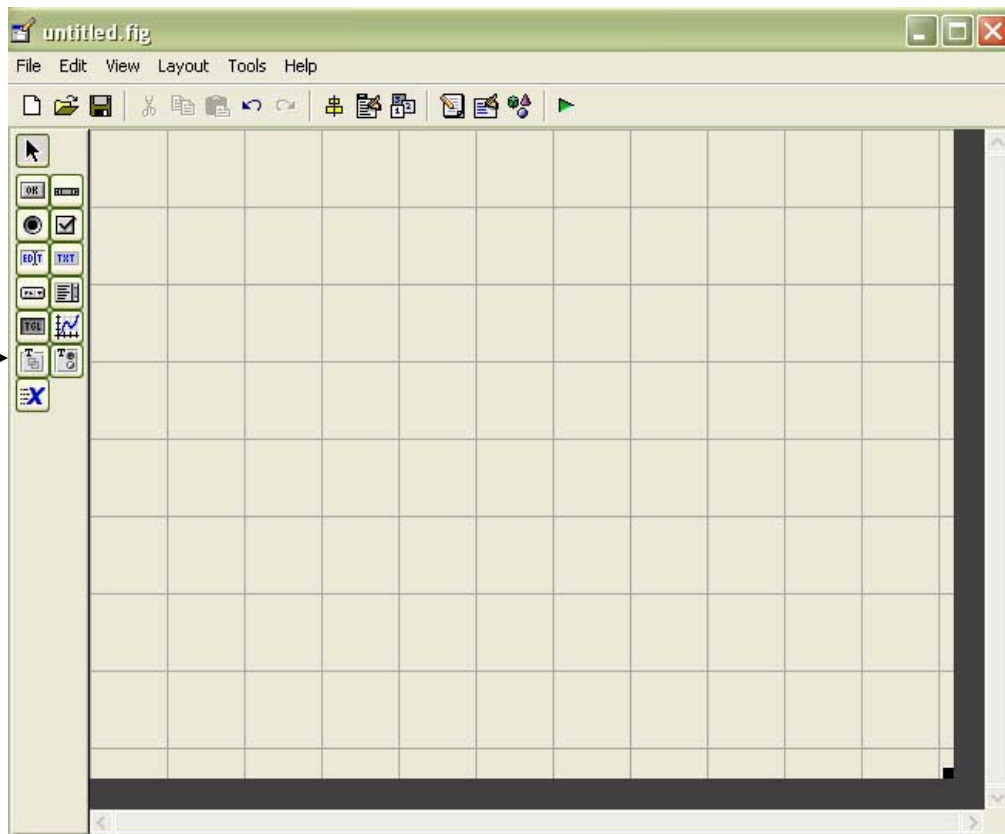 untitled.fig
File Edit View Layout Tools Help
OK
EDIT TXT
TGL
T T
X